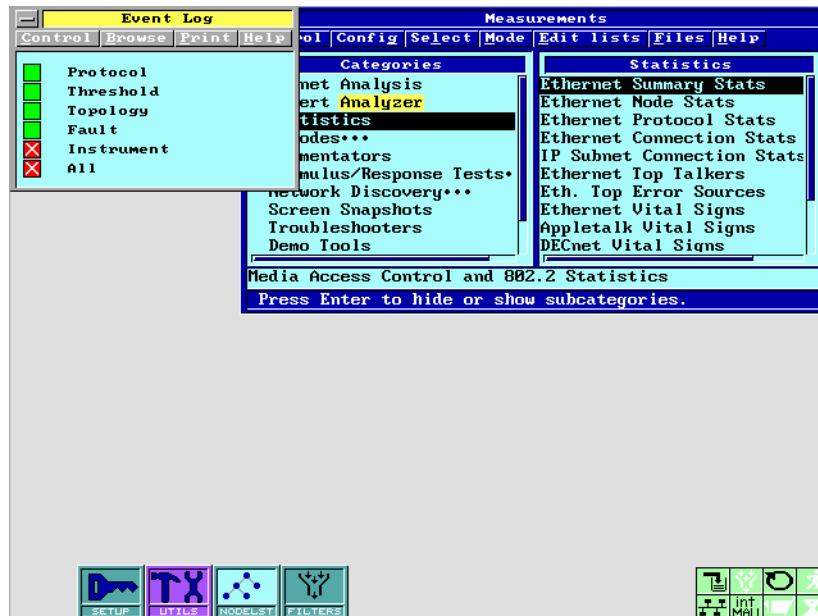 Event Log
Control Browse Print Help
Protocol
Threshold
Topology
Fault
Instrument
All
Measurements
ol Config Select Mode Edit lists Files Help
Categories
net Analysis
ert Analyzer
tistics
odes•••
mentators
mulus/Response Tests•
Network Discovery•••
Screen Snapshots
Troubleshooters
Demo Tools
Statistics
Ethernet Summary Stats
Ethernet Node Stats
Ethernet Protocol Stats
Ethernet Connection Stats
IP Subnet Connection Stats
Ethernet Top Talkers
Eth. Top Error Sources
Ethernet Vital Signs
Appletalk Vital Signs
DECnet Vital Signs
Media Access Control and 802.2 Statistics
Press Enter to hide or show subcategories.
SETUP
UTILS
NODELST
FILTERS
int
MAU